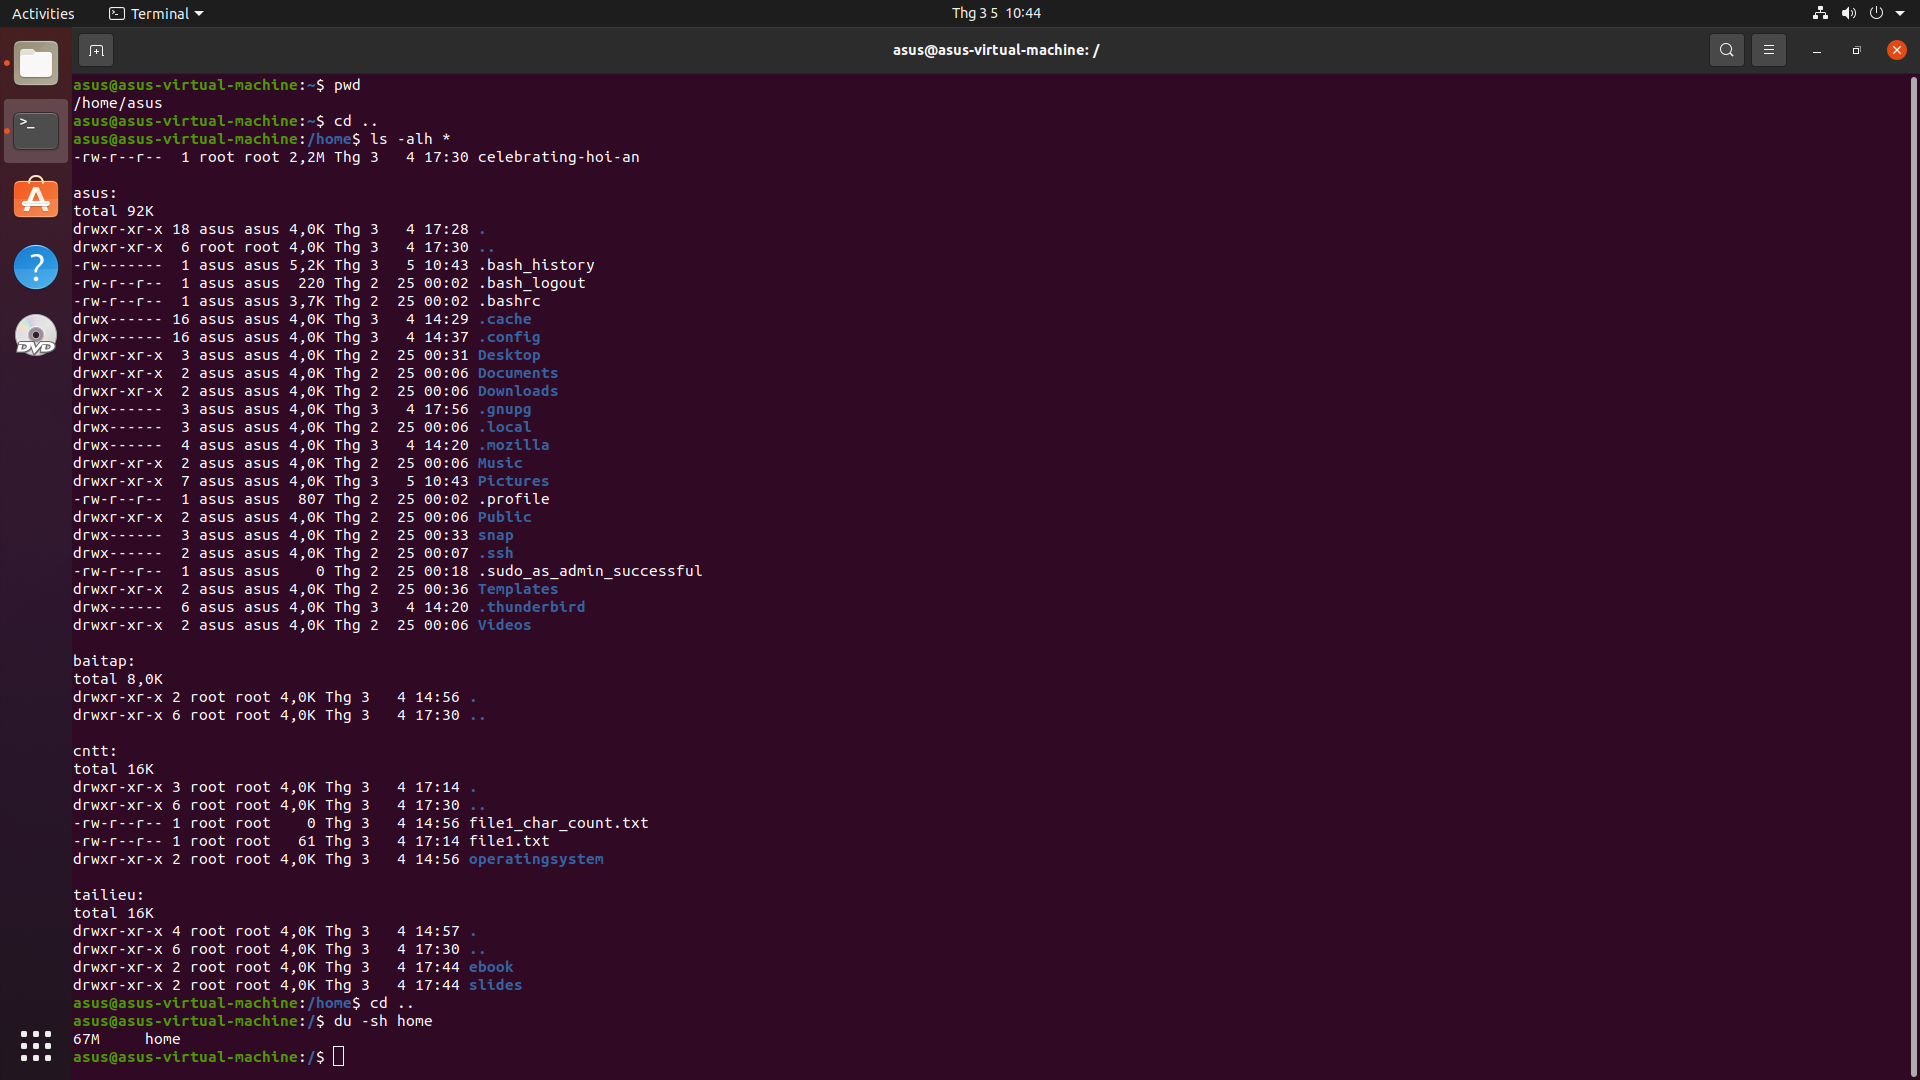 Activities Terminal Thg 3 5 10:44
asus@asus-virtual-machine: /
asus@asus-virtual-machine:~$ pwd
/home/asus
asus@asus-virtual-machine:~$ cd ..
asus@asus-virtual-machine:/home$ ls -alh *
-rw-r--r--  1 root root 2,2M Thg 3   4 17:30 celebrating-hoi-an

asus:
total 92K
drwxr-xr-x 18 asus asus 4,0K Thg 3   4 17:28 .
drwxr-xr-x  6 root root 4,0K Thg 3   4 17:30 ..
-rw-------  1 asus asus 5,2K Thg 3   5 10:43 .bash_history
-rw-r--r--  1 asus asus  220 Thg 2  25 00:02 .bash_logout
-rw-r--r--  1 asus asus 3,7K Thg 2  25 00:02 .bashrc
drwx------ 16 asus asus 4,0K Thg 3   4 14:29 .cache
drwx------ 16 asus asus 4,0K Thg 3   4 14:37 .config
drwxr-xr-x  3 asus asus 4,0K Thg 2  25 00:31 Desktop
drwxr-xr-x  2 asus asus 4,0K Thg 2  25 00:06 Documents
drwxr-xr-x  2 asus asus 4,0K Thg 2  25 00:06 Downloads
drwx------  3 asus asus 4,0K Thg 3   4 17:56 .gnupg
drwx------  3 asus asus 4,0K Thg 2  25 00:06 .local
drwx------  4 asus asus 4,0K Thg 3   4 14:20 .mozilla
drwxr-xr-x  2 asus asus 4,0K Thg 2  25 00:06 Music
drwxr-xr-x  7 asus asus 4,0K Thg 3   5 10:43 Pictures
-rw-r--r--  1 asus asus  807 Thg 2  25 00:02 .profile
drwxr-xr-x  2 asus asus 4,0K Thg 2  25 00:06 Public
drwx------  3 asus asus 4,0K Thg 2  25 00:33 snap
drwx------  2 asus asus 4,0K Thg 2  25 00:07 .ssh
-rw-r--r--  1 asus asus    0 Thg 2  25 00:18 .sudo_as_admin_successful
drwxr-xr-x  2 asus asus 4,0K Thg 2  25 00:36 Templates
drwx------  6 asus asus 4,0K Thg 3   4 14:20 .thunderbird
drwxr-xr-x  2 asus asus 4,0K Thg 2  25 00:06 Videos

baitap:
total 8,0K
drwxr-xr-x 2 root root 4,0K Thg 3   4 14:56 .
drwxr-xr-x 6 root root 4,0K Thg 3   4 17:30 ..

cntt:
total 16K
drwxr-xr-x 3 root root 4,0K Thg 3   4 17:14 .
drwxr-xr-x 6 root root 4,0K Thg 3   4 17:30 ..
-rw-r--r-- 1 root root    0 Thg 3   4 14:56 file1_char_count.txt
-rw-r--r-- 1 root root   61 Thg 3   4 17:14 file1.txt
drwxr-xr-x 2 root root 4,0K Thg 3   4 14:56 operatingsystem

tailieu:
total 16K
drwxr-xr-x 4 root root 4,0K Thg 3   4 14:57 .
drwxr-xr-x 6 root root 4,0K Thg 3   4 17:30 ..
drwxr-xr-x 2 root root 4,0K Thg 3   4 17:44 ebook
drwxr-xr-x 2 root root 4,0K Thg 3   4 17:44 slides
asus@asus-virtual-machine:/home$ cd ..
asus@asus-virtual-machine:/$ du -sh home
67M     home
asus@asus-virtual-machine:/$
DVD